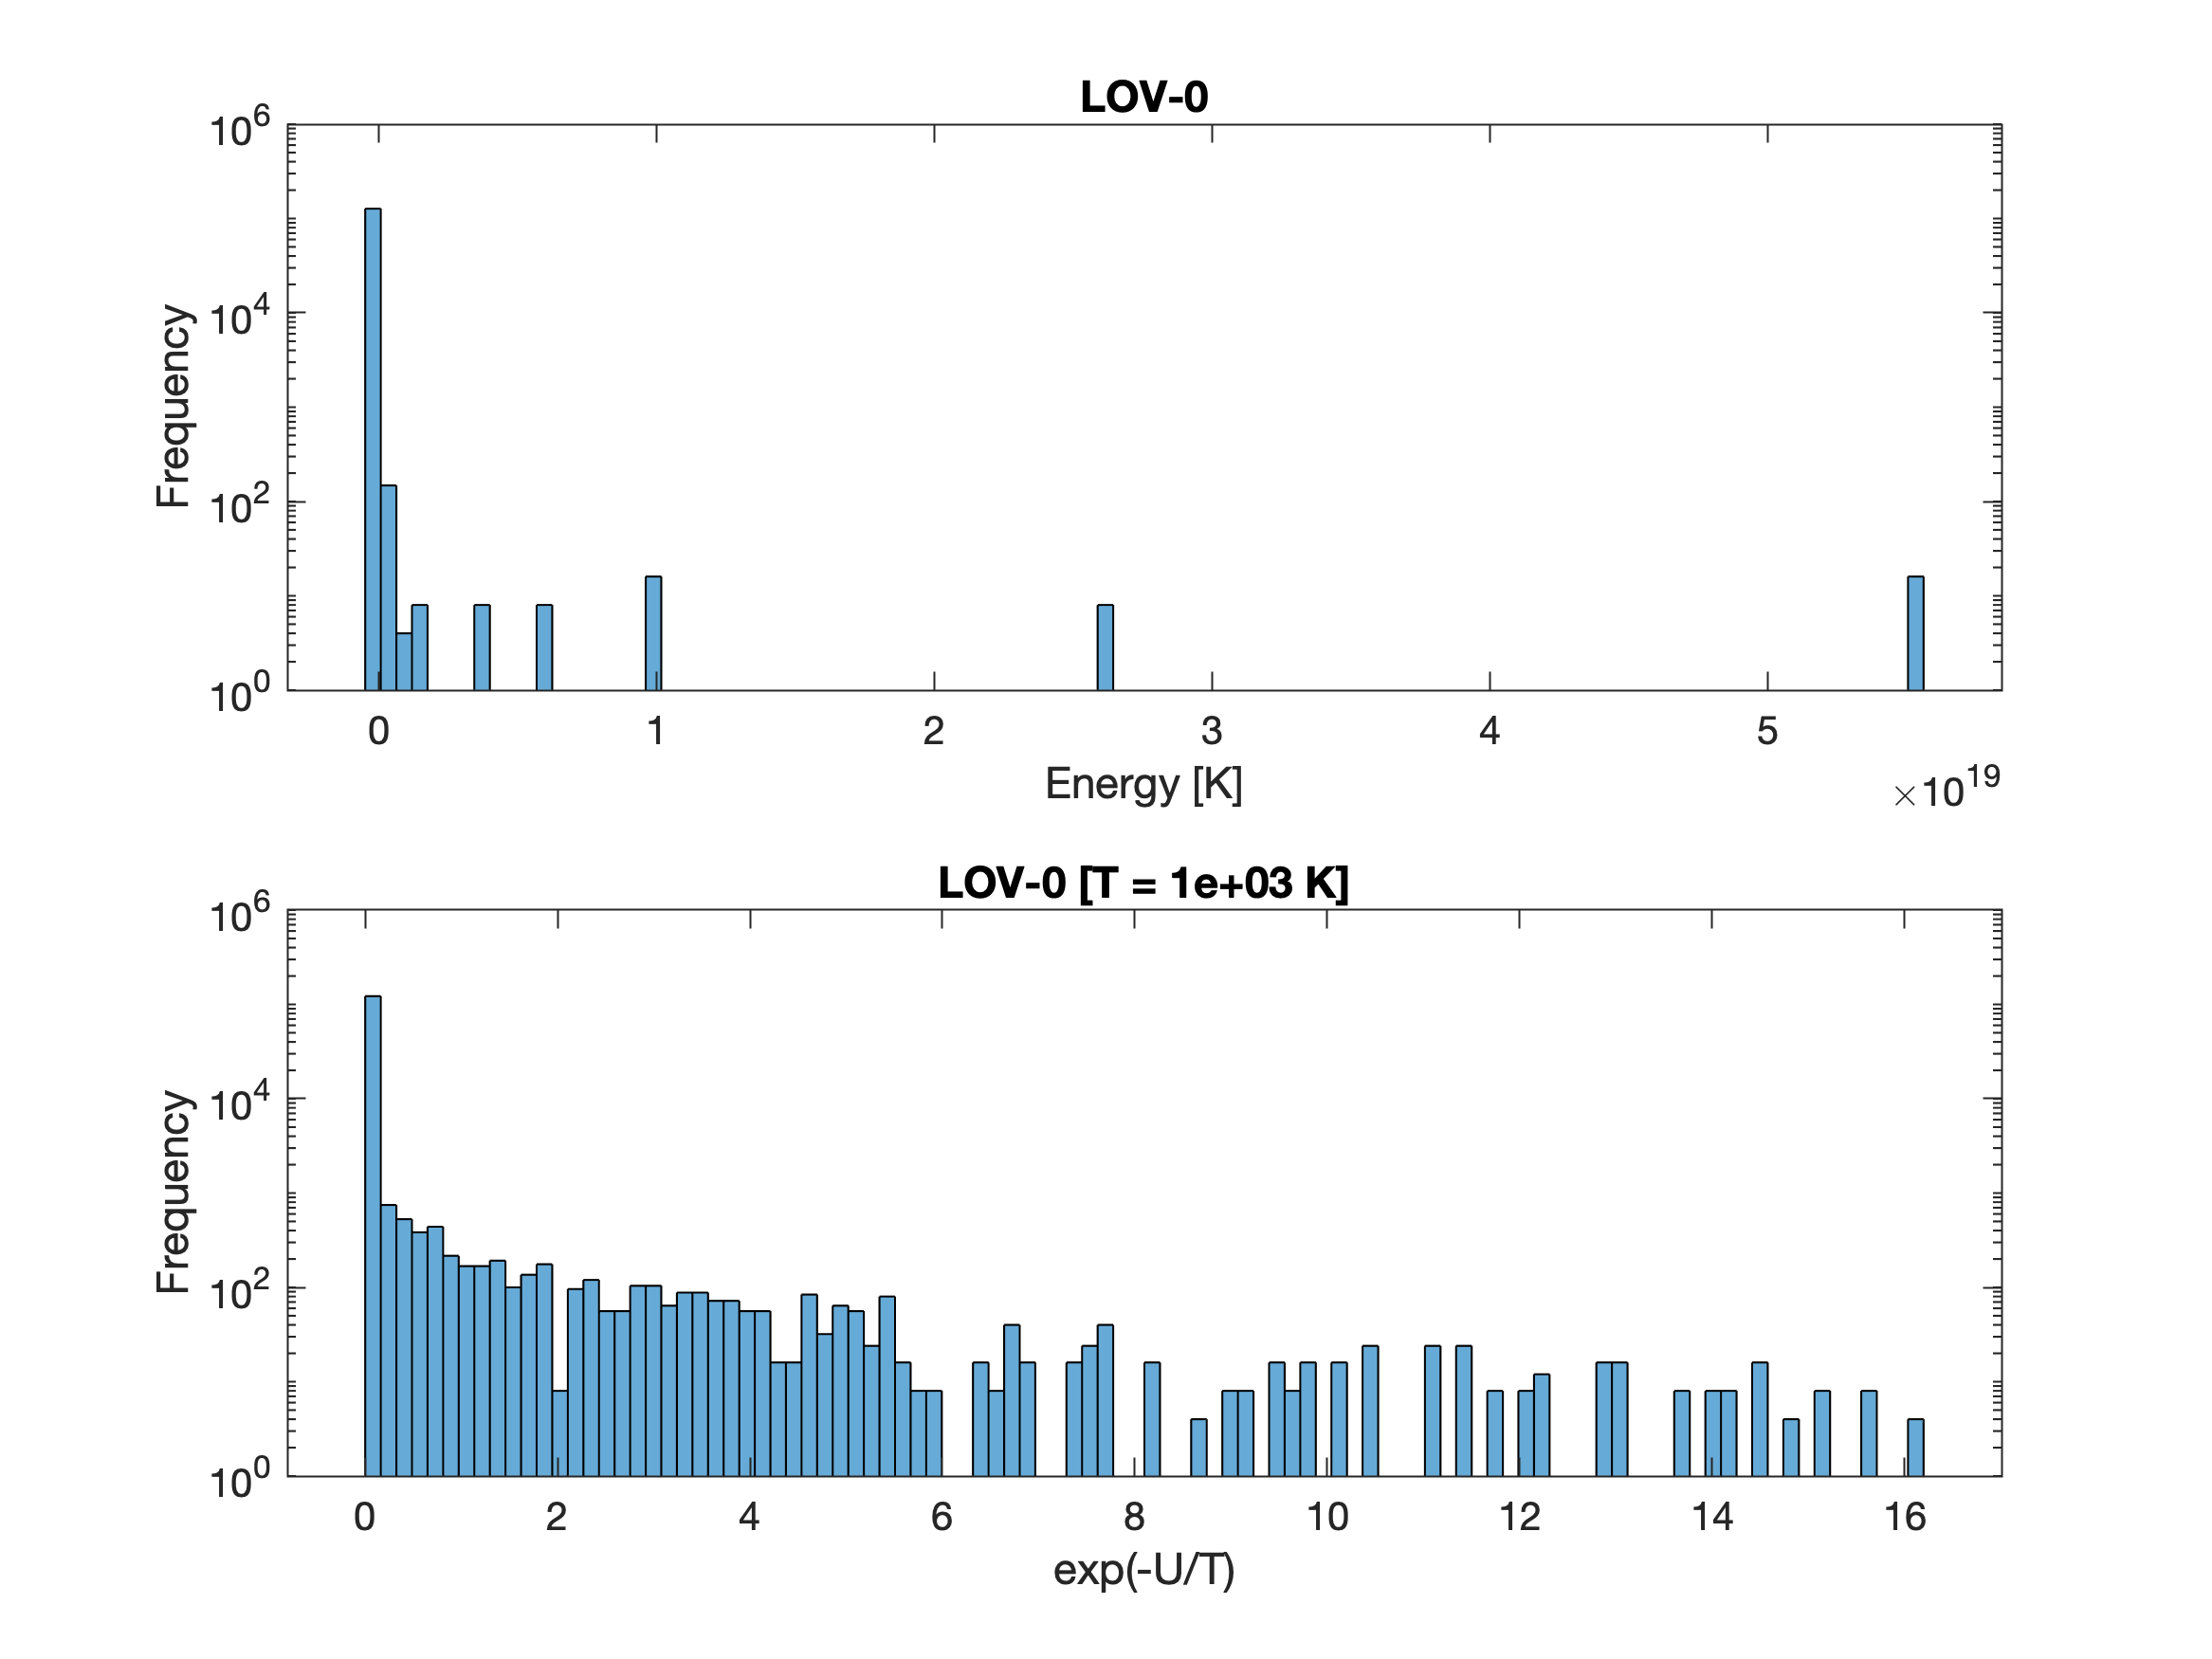 LOV-0
10^6
10^4
10^2
10^0
Frequency
0 1 2 3 4 5
Energy [K]
×10^19
LOV-0 [T = 1e+03 K]
10^6
10^4
10^2
10^0
Frequency
0 2 4 6 8 10 12 14 16
exp(-U/T)